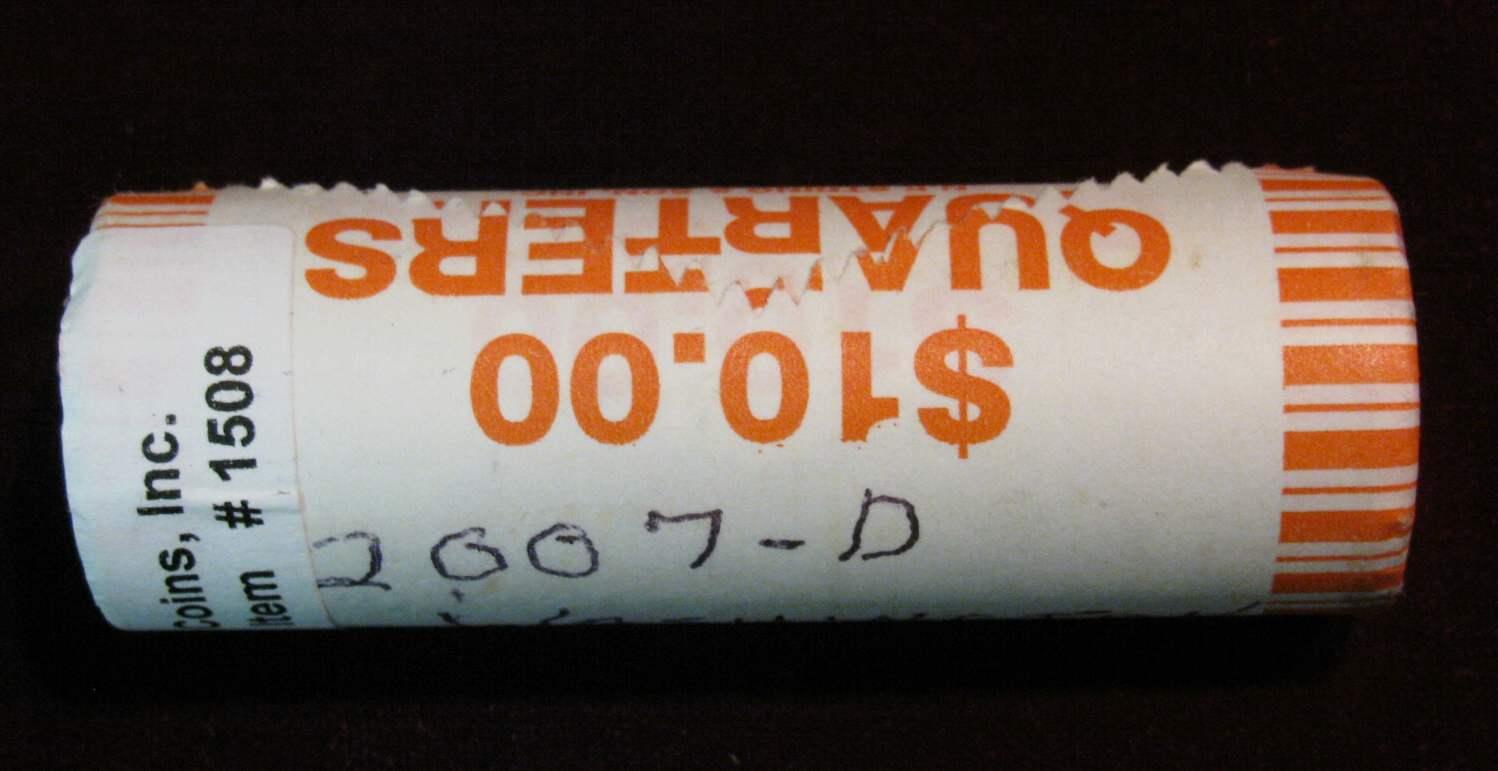 QUARTERS
$10.00
2007-D
Coins, Inc.
Item # 1508